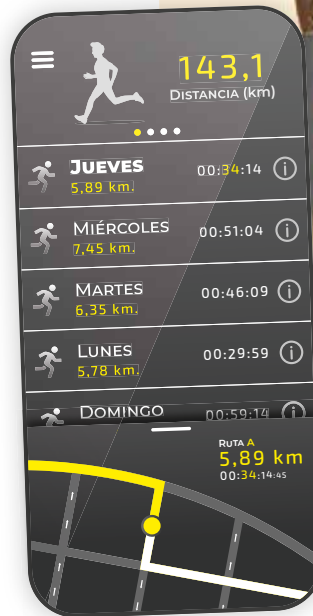 143,1
DISTANCIA (km)
JUEVES
00:34:14
5,89 km.
MIÉRCOLES
00:51:04
7,45 km.
MARTES
00:46:09
6,35 km.
LUNES
00:29:59
5,78 km.
DOMINGO
00:59:14
RUTA A
5,89 km
00:34:14:45